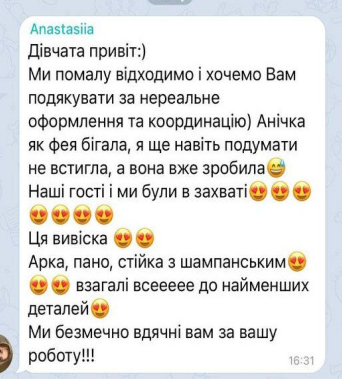 Anastasiia
Дівчата привіт:)
Ми помалу відходимо і хочемо Вам
подякувати за нереальне
оформлення та координацію) Анічка
як фея бігала, я ще навіть подумати
не встигла, а вона вже зробила😅
Наші гості і ми були в захваті😍😍😍
😍😍😍😍
Ця вивіска 😍😍
Арка, пано, стійка з шампанським😍
😍😍 взагалі всеееее до найменших
деталей😍
Ми безмечно вдячні вам за вашу
роботу!!!
16:31